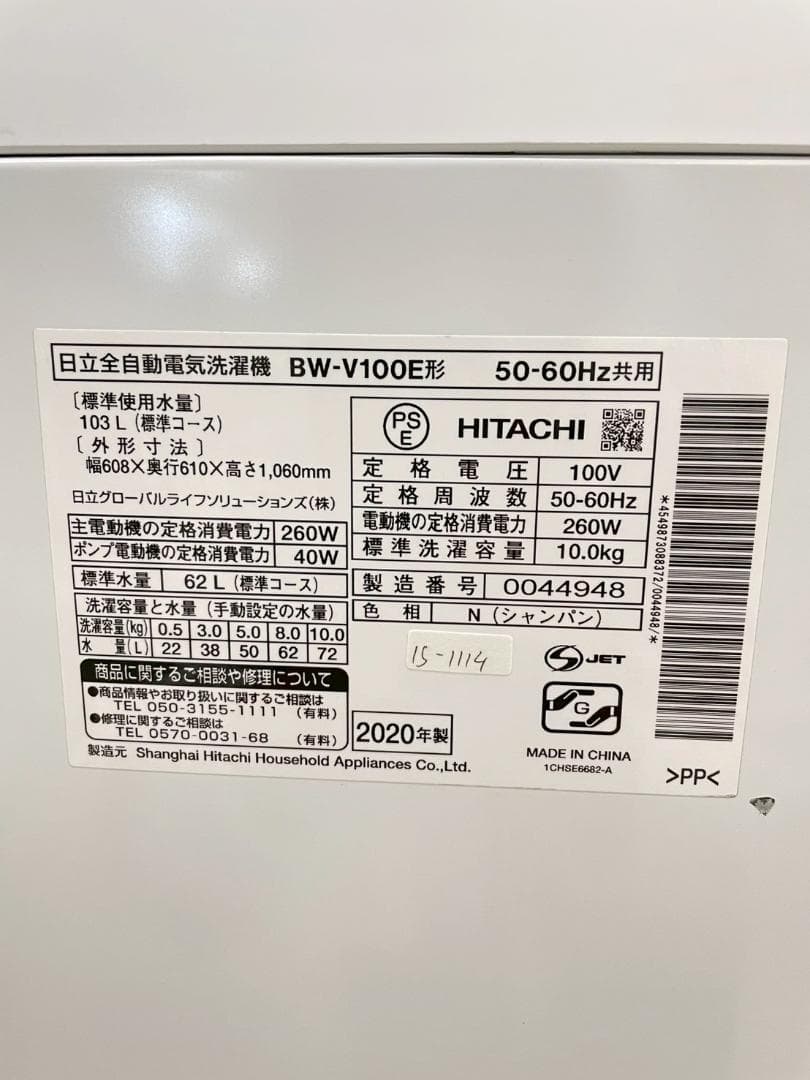 日立全自動電気洗濯機 BW-V100E形 50-60Hz共用
〔標準使用水量〕
103 L (標準コース)
〔外形寸法〕
幅608×奥行610×高さ1,060mm
日立グローバルライフソリューションズ(株)
主電動機の定格消費電力 260W
ポンプ電動機の定格消費電力 40W
標準水量 62 L (標準コース)
洗濯容量と水量 (手動設定の水量)
洗濯容量(kg) 0.5 3.0 5.0 8.0 10.0
水量(L) 22 38 50 62 72
商品に関するご相談や修理について
●商品情報やお取り扱いに関するご相談は
TEL 050-3155-1111 (有料)
●修理に関するご相談は
TEL 0570-0031-68 (有料)
製造元 Shanghai Hitachi Household Appliances Co.,Ltd.
PS
E
HITACHI
定格電圧 100V
定格周波数 50-60Hz
電動機の定格消費電力 260W
標準洗濯容量 10.0kg
製造番号 0044948
色相 N (シャンパン)
15-1114
S JET
G
2020年製
MADE IN CHINA
1CHSE6682-A
>PP<
*4549873088372/0044948/*